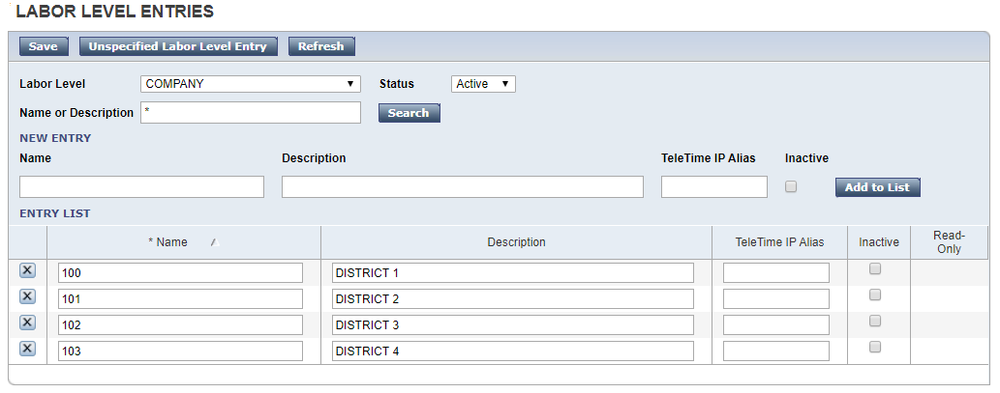 LABOR LEVEL ENTRIES
Save Unspecified Labor Level Entry Refresh
Labor Level COMPANY Status Active
Name or Description * Search
NEW ENTRY
Name Description TeleTime IP Alias Inactive
Add to List
ENTRY LIST
* Name Description TeleTime IP Alias Inactive Read-
Only
X 100 DISTRICT 1
X 101 DISTRICT 2
X 102 DISTRICT 3
X 103 DISTRICT 4